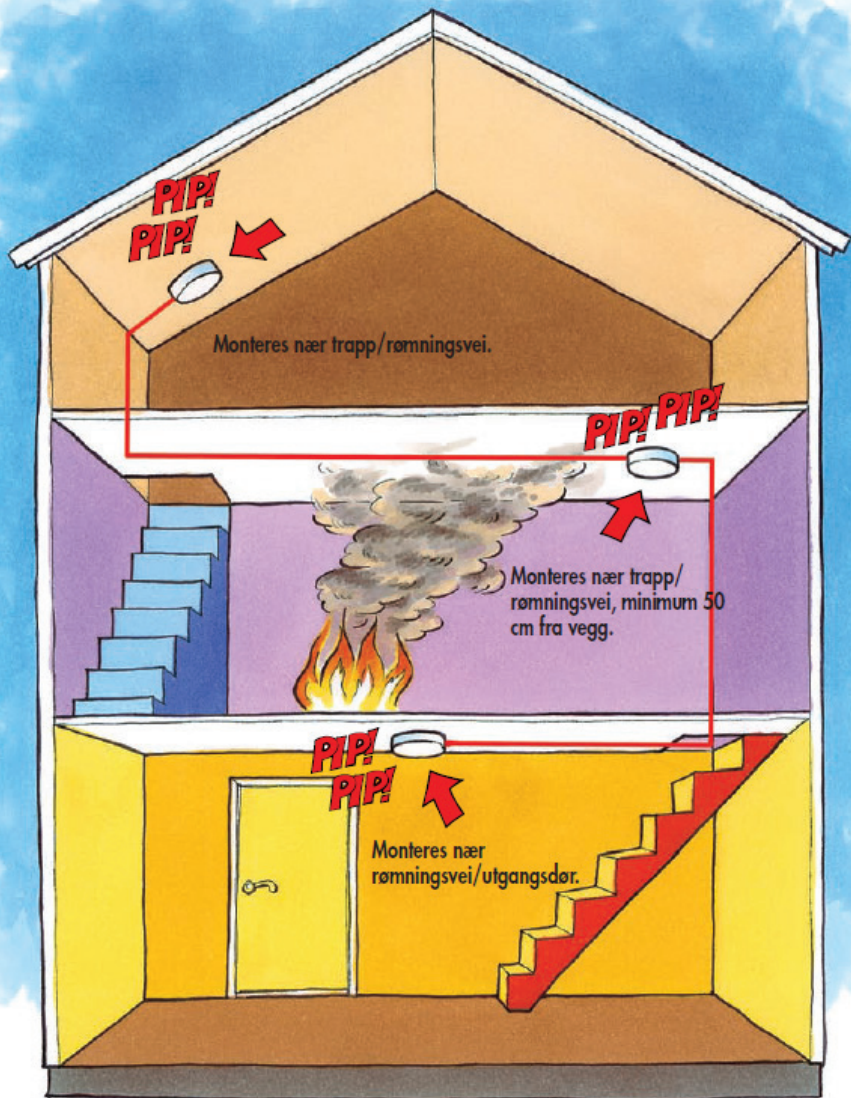 PIP!
PIP!
Monteres nær trapp/rømningsvei.
PIP! PIP!
Monteres nær trapp/
rømningsvei, minimum 50
cm fra vegg.
PIP!
PIP!
Monteres nær
rømningsvei/utgangsdør.